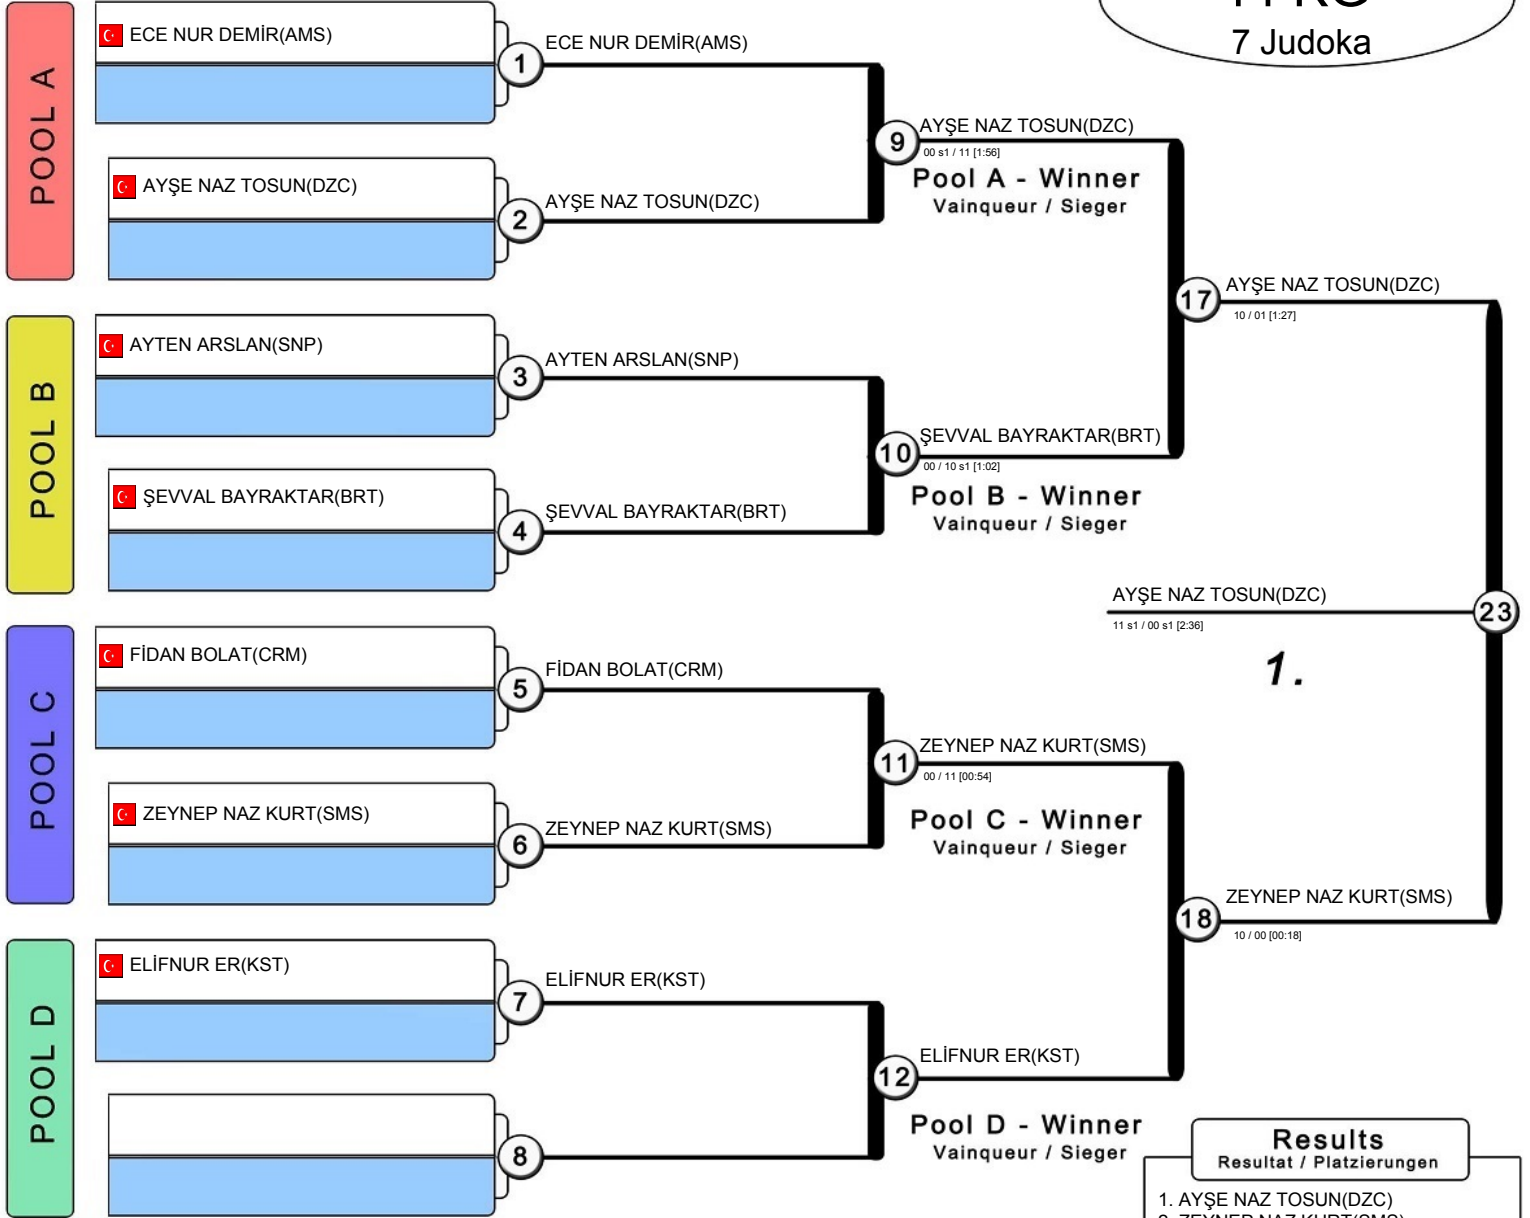 7 Judoka
POOL A
ECE NUR DEMİR(AMS)
1
ECE NUR DEMİR(AMS)
AYŞE NAZ TOSUN(DZC)
2
AYŞE NAZ TOSUN(DZC)
9
AYŞE NAZ TOSUN(DZC)
00 s1 / 11 [1:56]
Pool A - Winner
Vainqueur / Sieger
POOL B
AYTEN ARSLAN(SNP)
3
AYTEN ARSLAN(SNP)
ŞEVVAL BAYRAKTAR(BRT)
4
ŞEVVAL BAYRAKTAR(BRT)
10
ŞEVVAL BAYRAKTAR(BRT)
00 / 10 s1 [1:02]
Pool B - Winner
Vainqueur / Sieger
17
AYŞE NAZ TOSUN(DZC)
10 / 01 [1:27]
POOL C
FİDAN BOLAT(CRM)
5
FİDAN BOLAT(CRM)
ZEYNEP NAZ KURT(SMS)
6
ZEYNEP NAZ KURT(SMS)
11
ZEYNEP NAZ KURT(SMS)
00 / 11 [00:54]
Pool C - Winner
Vainqueur / Sieger
POOL D
ELİFNUR ER(KST)
7
ELİFNUR ER(KST)
8
12
ELİFNUR ER(KST)
Pool D - Winner
Vainqueur / Sieger
18
ZEYNEP NAZ KURT(SMS)
10 / 00 [00:18]
AYŞE NAZ TOSUN(DZC)
23
11 s1 / 00 s1 [2:36]
1.
Results
Resultat / Platzierungen
1. AYŞE NAZ TOSUN(DZC)
2. ZEYNEP NAZ KURT(SMS)